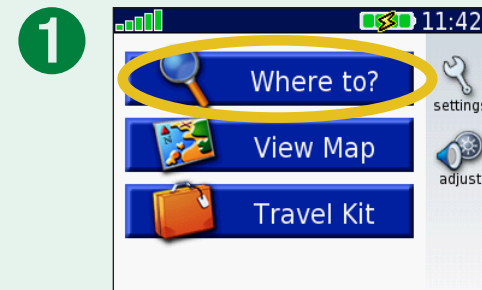 1
11:42
Where to?
settings
View Map
adjust
Travel Kit